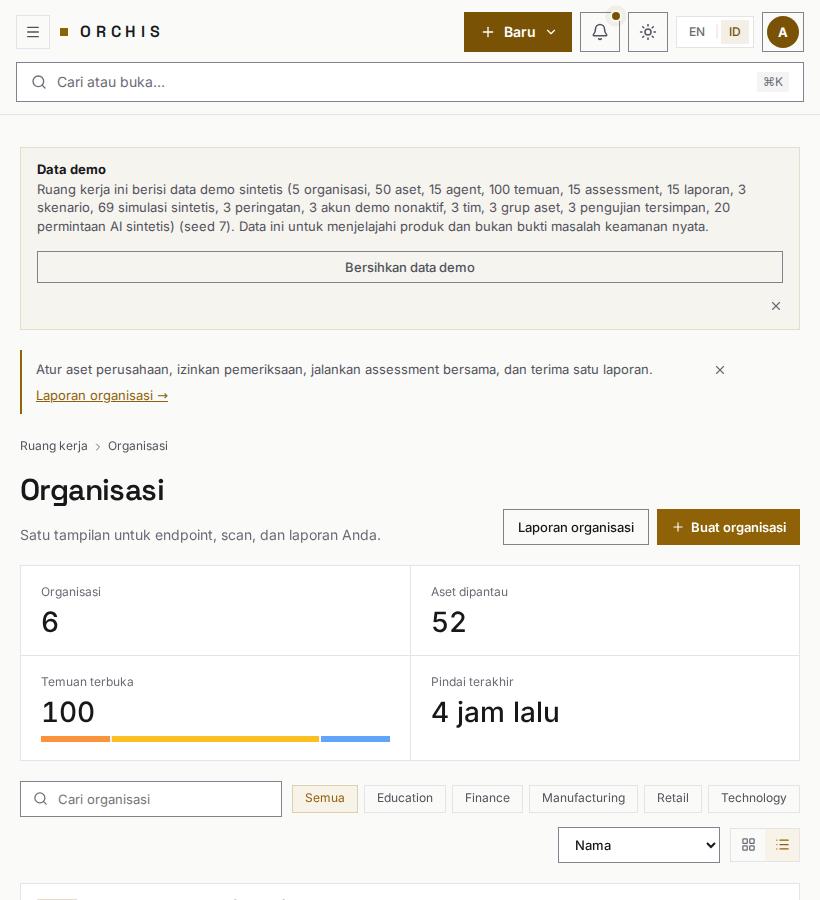 ORCHIS
Baru
EN
ID
A
Cari atau buka...
⌘K
Data demo
Ruang kerja ini berisi data demo sintetis (5 organisasi, 50 aset, 15 agent, 100 temuan, 15 assessment, 15 laporan, 3
skenario, 69 simulasi sintetis, 3 peringatan, 3 akun demo nonaktif, 3 tim, 3 grup aset, 3 pengujian tersimpan, 20
permintaan AI sintetis) (seed 7). Data ini untuk menjelajahi produk dan bukan bukti masalah keamanan nyata.
Bersihkan data demo
Atur aset perusahaan, izinkan pemeriksaan, jalankan assessment bersama, dan terima satu laporan.
Laporan organisasi →
Ruang kerja > Organisasi
Organisasi
Satu tampilan untuk endpoint, scan, dan laporan Anda.
Laporan organisasi
Buat organisasi
Organisasi
6
Aset dipantau
52
Temuan terbuka
100
Pindai terakhir
4 jam lalu
Cari organisasi
Semua
Education
Finance
Manufacturing
Retail
Technology
Nama